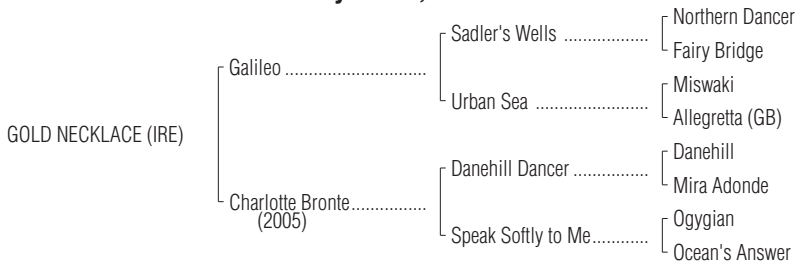 Northern Dancer
Sadler's Wells ..................
Fairy Bridge
Galileo ..............................
Miswaki
Urban Sea ........................
Allegretta (GB)
GOLD NECKLACE (IRE)
Danehill
Danehill Dancer ................
Mira Adonde
Charlotte Bronte................
(2005)
Ogygian
Speak Softly to Me............
Ocean's Answer